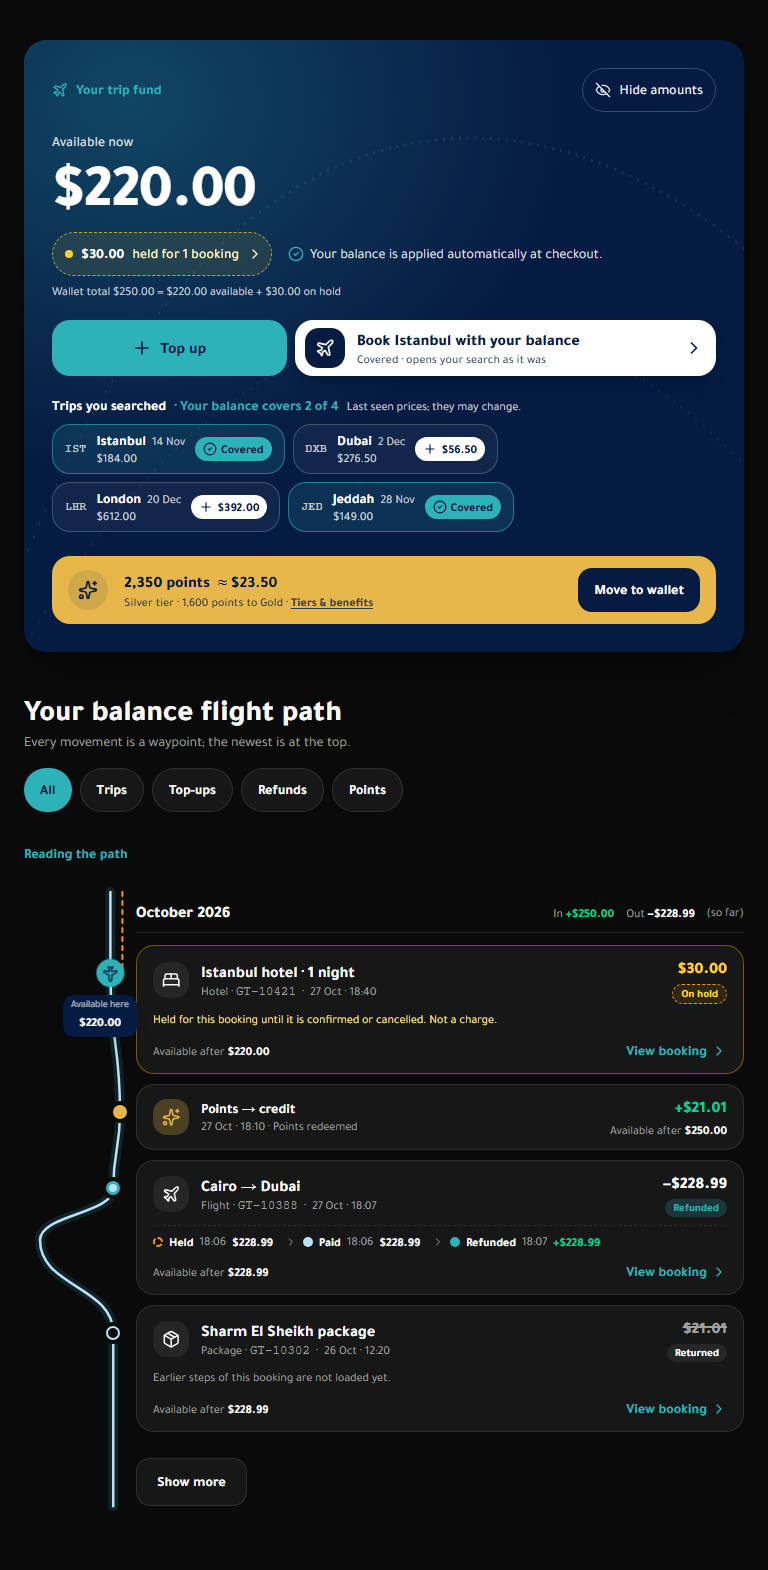 Your trip fund
Hide amounts
Available now
$220.00
$30.00 held for 1 booking
Your balance is applied automatically at checkout.
Wallet total $250.00 = $220.00 available + $30.00 on hold
Top up
Book Istanbul with your balance
Covered · opens your search as it was
Trips you searched · Your balance covers 2 of 4 Last seen prices; they may change.
IST Istanbul 14 Nov $184.00 Covered
DXB Dubai 2 Dec $276.50 + $56.50
LHR London 20 Dec $612.00 + $392.00
JED Jeddah 28 Nov $149.00 Covered
2,350 points ≈ $23.50
Silver tier · 1,600 points to Gold · Tiers & benefits
Move to wallet
Your balance flight path
Every movement is a waypoint; the newest is at the top.
All Trips Top-ups Refunds Points
Reading the path
October 2026
In +$250.00 Out −$228.99 (so far)
Available here
$220.00
Istanbul hotel · 1 night
$30.00
Hotel · GT-10421 · 27 Oct · 18:40
On hold
Held for this booking until it is confirmed or cancelled. Not a charge.
Available after $220.00
View booking
Points → credit
+$21.01
27 Oct · 18:10 · Points redeemed
Available after $250.00
Cairo → Dubai
−$228.99
Flight · GT-10388 · 27 Oct · 18:07
Refunded
Held 18:06 $228.99 > Paid 18:06 $228.99 > Refunded 18:07 +$228.99
Available after $228.99
View booking
Sharm El Sheikh package
$21.01
Package · GT-10302 · 26 Oct · 12:20
Returned
Earlier steps of this booking are not loaded yet.
Available after $228.99
View booking
Show more